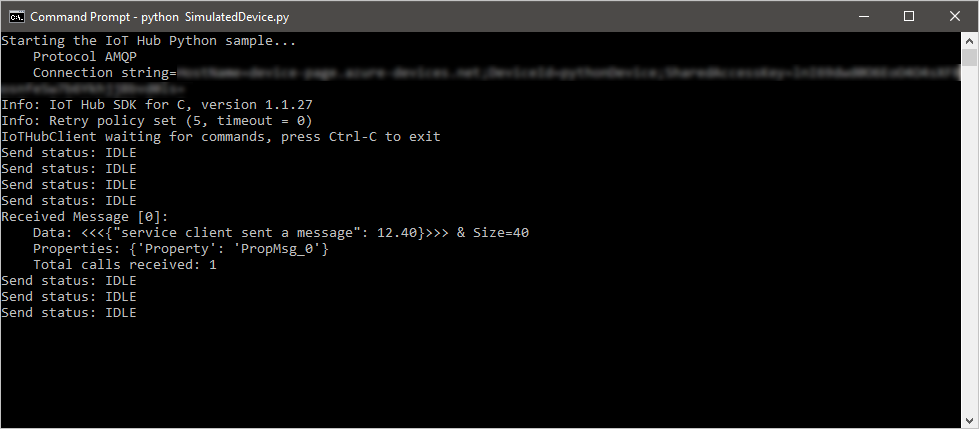 Command Prompt - python  SimulatedDevice.py
Starting the IoT Hub Python sample...
    Protocol AMQP
    Connection string=
Info: IoT Hub SDK for C, version 1.1.27
Info: Retry policy set (5, timeout = 0)
IoTHubClient waiting for commands, press Ctrl-C to exit
Send status: IDLE
Send status: IDLE
Send status: IDLE
Send status: IDLE
Received Message [0]:
    Data: <<<{"service client sent a message": 12.40}>>> & Size=40
    Properties: {'Property': 'PropMsg_0'}
    Total calls received: 1
Send status: IDLE
Send status: IDLE
Send status: IDLE